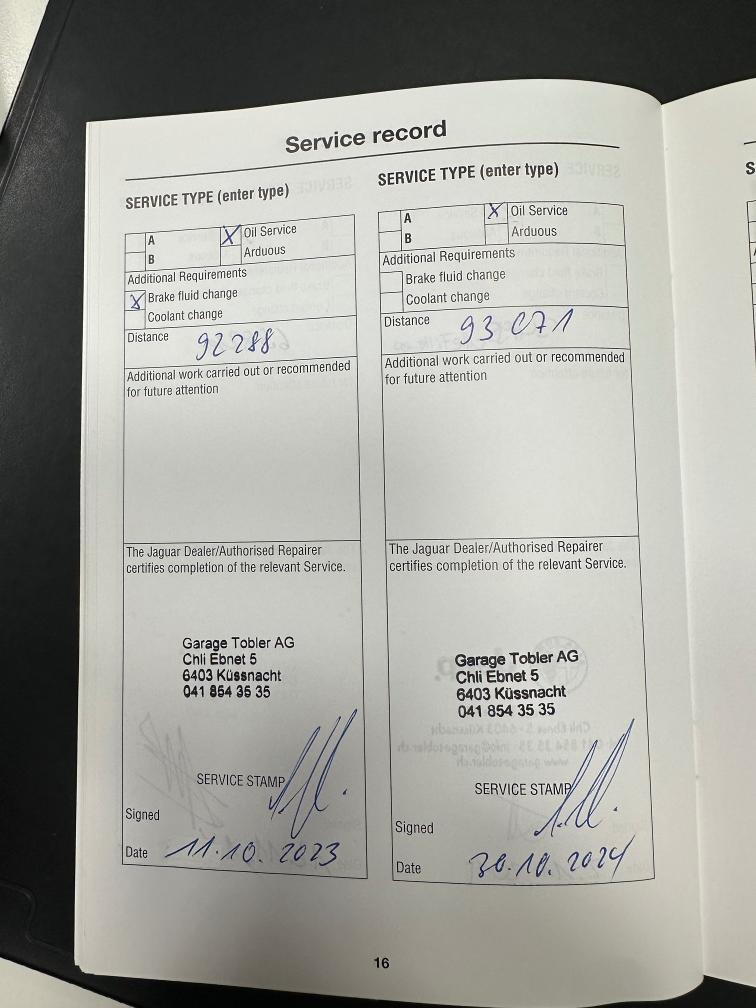 Service record
SERVICE TYPE (enter type)
A
X Oil Service
B
Arduous
Additional Requirements
X Brake fluid change
Coolant change
Distance 92 288
Additional work carried out or recommended
for future attention
The Jaguar Dealer/Authorised Repairer
certifies completion of the relevant Service.
Garage Tobler AG
Chli Ebnet 5
6403 Küssnacht
041 854 35 35
SERVICE STAMP
Signed
Date 11.10.2023
SERVICE TYPE (enter type)
A
X Oil Service
B
Arduous
Additional Requirements
Brake fluid change
Coolant change
Distance 93 071
Additional work carried out or recommended
for future attention
The Jaguar Dealer/Authorised Repairer
certifies completion of the relevant Service.
Garage Tobler AG
Chli Ebnet 5
6403 Küssnacht
041 854 35 35
SERVICE STAMP
Signed
Date 30.10.2024
16